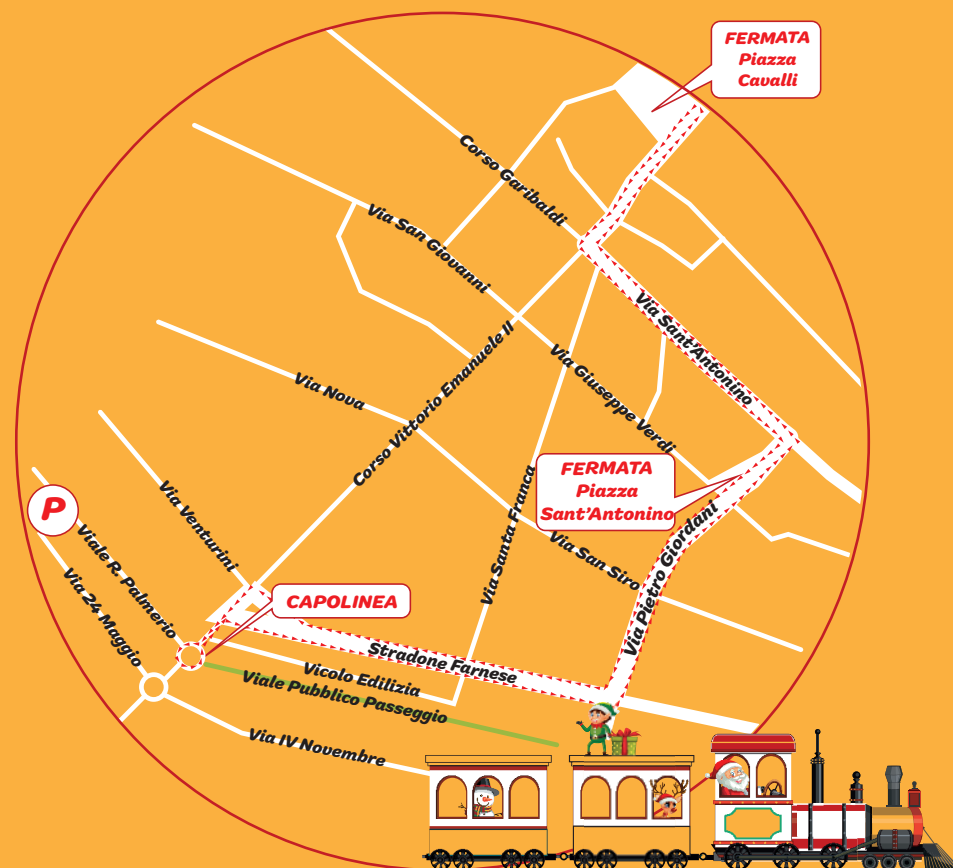 FERMATA
Piazza
Cavalli
Corso Garibaldi
Via San Giovanni
Via Sant'Antonino
Corso Vittorio Emanuele II
Via Giuseppe Verdi
Via Nova
FERMATA
Piazza
Sant'Antonino
Via Santa Franca
Via Venturini
P
Viale R. Palmerio
Via 24 Maggio
Via San Siro
Via Pietro Giordani
CAPOLINEA
Stradone Farnese
Vicolo Edilizia
Viale Pubblico Passeggio
Via IV Novembre